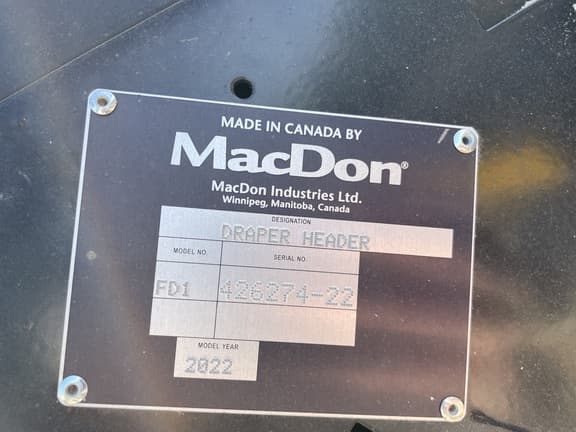 MADE IN CANADA BY
MacDon®
MacDon Industries Ltd.
Winnipeg, Manitoba, Canada
DESIGNATION
DRAPER HEADER
MODEL NO. SERIAL NO.
FD1 426274-22
MODEL YEAR
2022